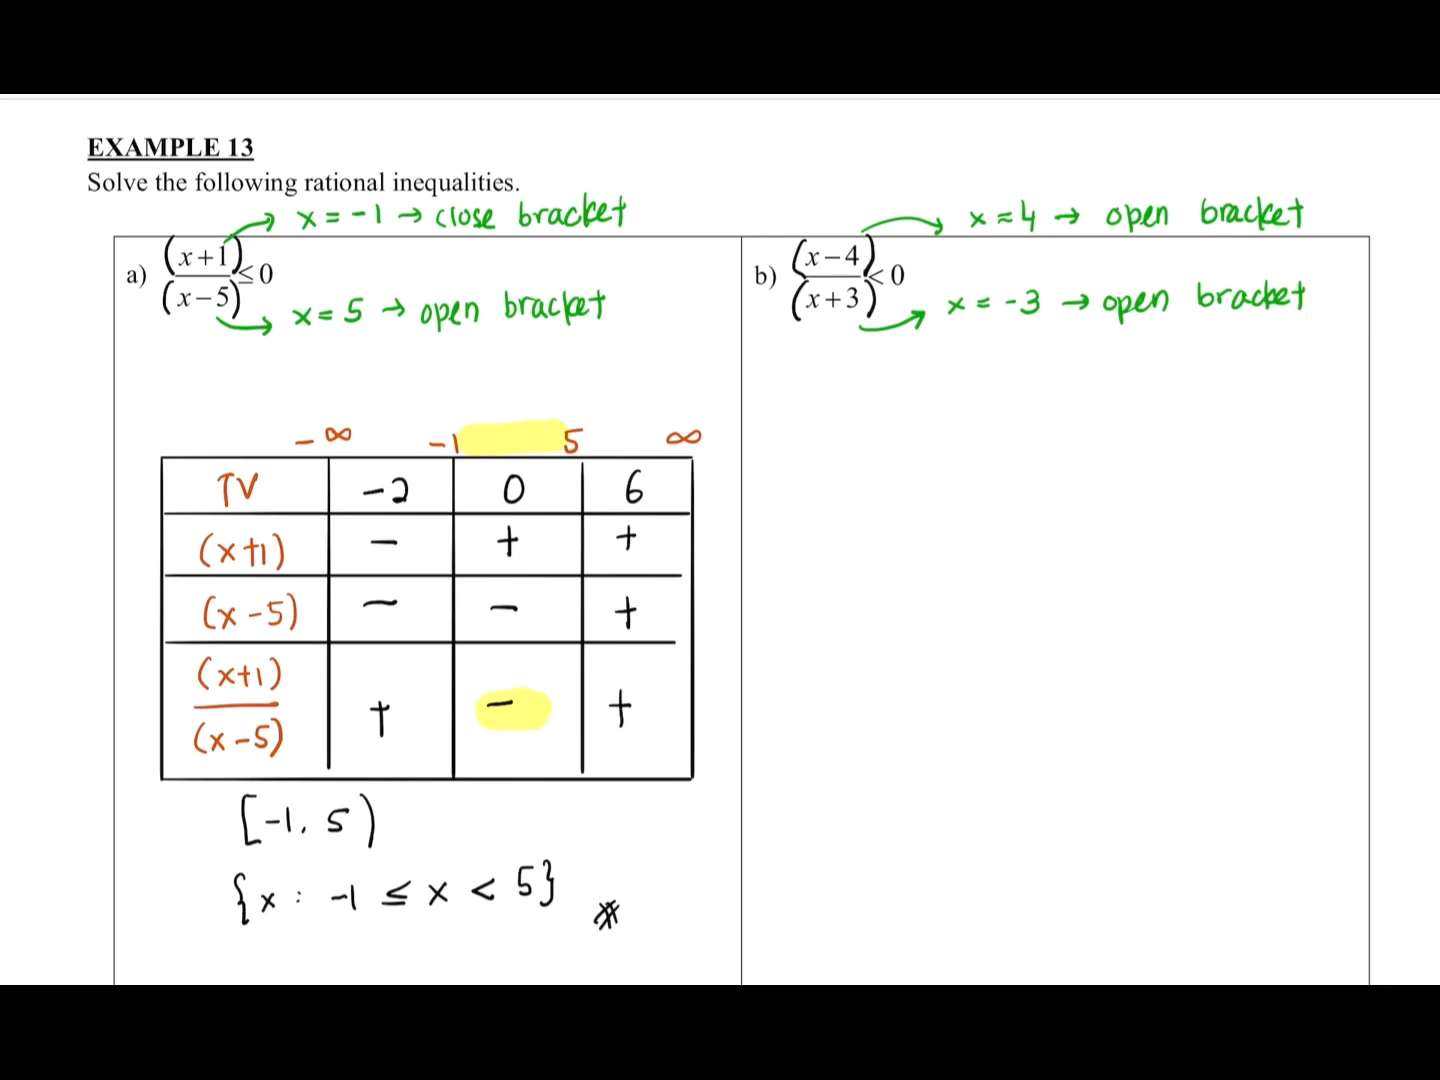 EXAMPLE 13
Solve the following rational inequalities.
x = -1 → close bracket
a) (x+1)/(x-5) ≤ 0
x = 5 → open bracket
-∞ -1 5 ∞
TV -2 0 6
(x+1) - + +
(x-5) - - +
(x+1)/(x-5) + - +
[-1, 5)
{x : -1 ≤ x < 5}
x = 4 → open bracket
b) (x-4)/(x+3) < 0
x = -3 → open bracket